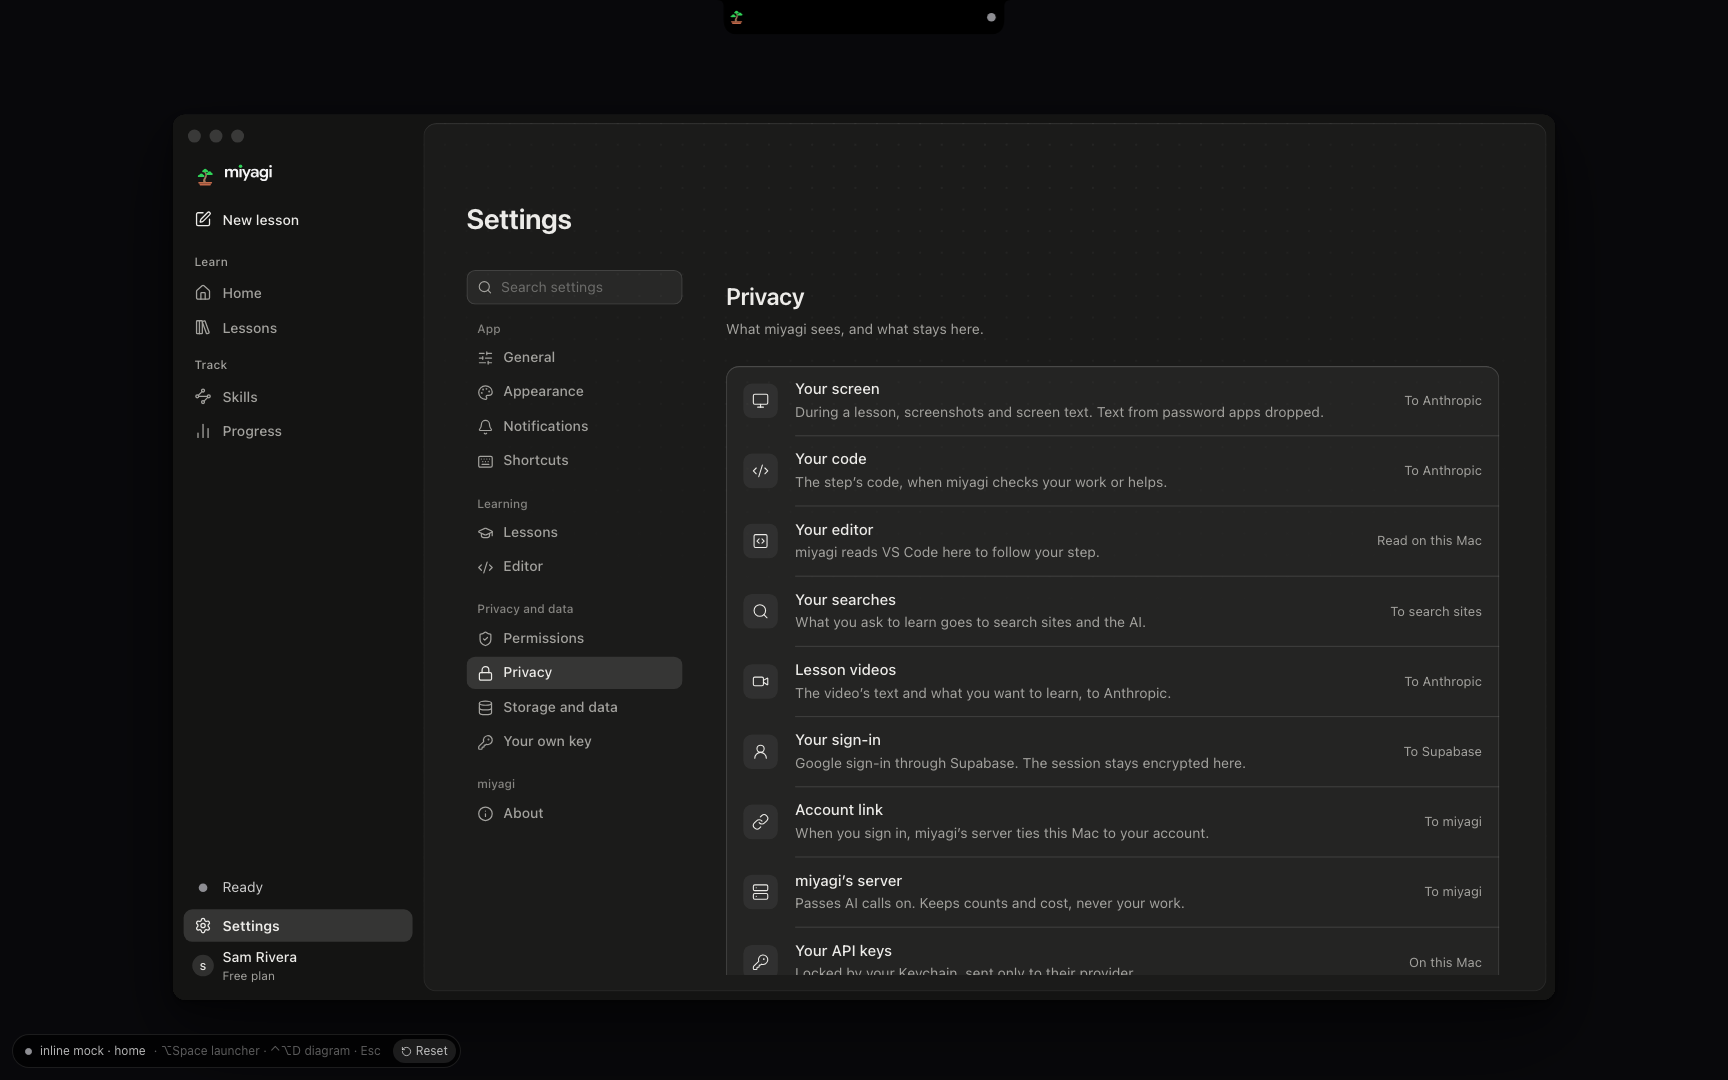 miyagi
New lesson
Learn
Home
Lessons
Track
Skills
Progress
Ready
Settings
S
Sam Rivera
Free plan
Settings
Search settings
App
General
Appearance
Notifications
Shortcuts
Learning
Lessons
Editor
Privacy and data
Permissions
Privacy
Storage and data
Your own key
miyagi
About
Privacy
What miyagi sees, and what stays here.
Your screen
During a lesson, screenshots and screen text. Text from password apps dropped.
To Anthropic
Your code
The step’s code, when miyagi checks your work or helps.
To Anthropic
Your editor
miyagi reads VS Code here to follow your step.
Read on this Mac
Your searches
What you ask to learn goes to search sites and the AI.
To search sites
Lesson videos
The video’s text and what you want to learn, to Anthropic.
To Anthropic
Your sign-in
Google sign-in through Supabase. The session stays encrypted here.
To Supabase
Account link
When you sign in, miyagi’s server ties this Mac to your account.
To miyagi
miyagi’s server
Passes AI calls on. Keeps counts and cost, never your work.
To miyagi
Your API keys
Locked by your Keychain, sent only to their provider
On this Mac
inline mock · home · ⌥Space launcher · ^⌥D diagram · Esc
Reset